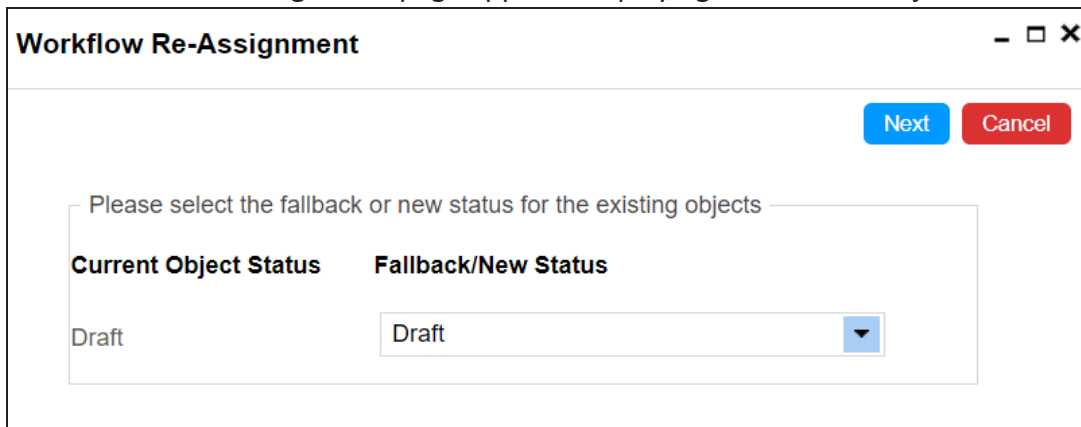 Workflow Re-Assignment
Next Cancel
Please select the fallback or new status for the existing objects
Current Object Status Fallback/New Status
Draft Draft